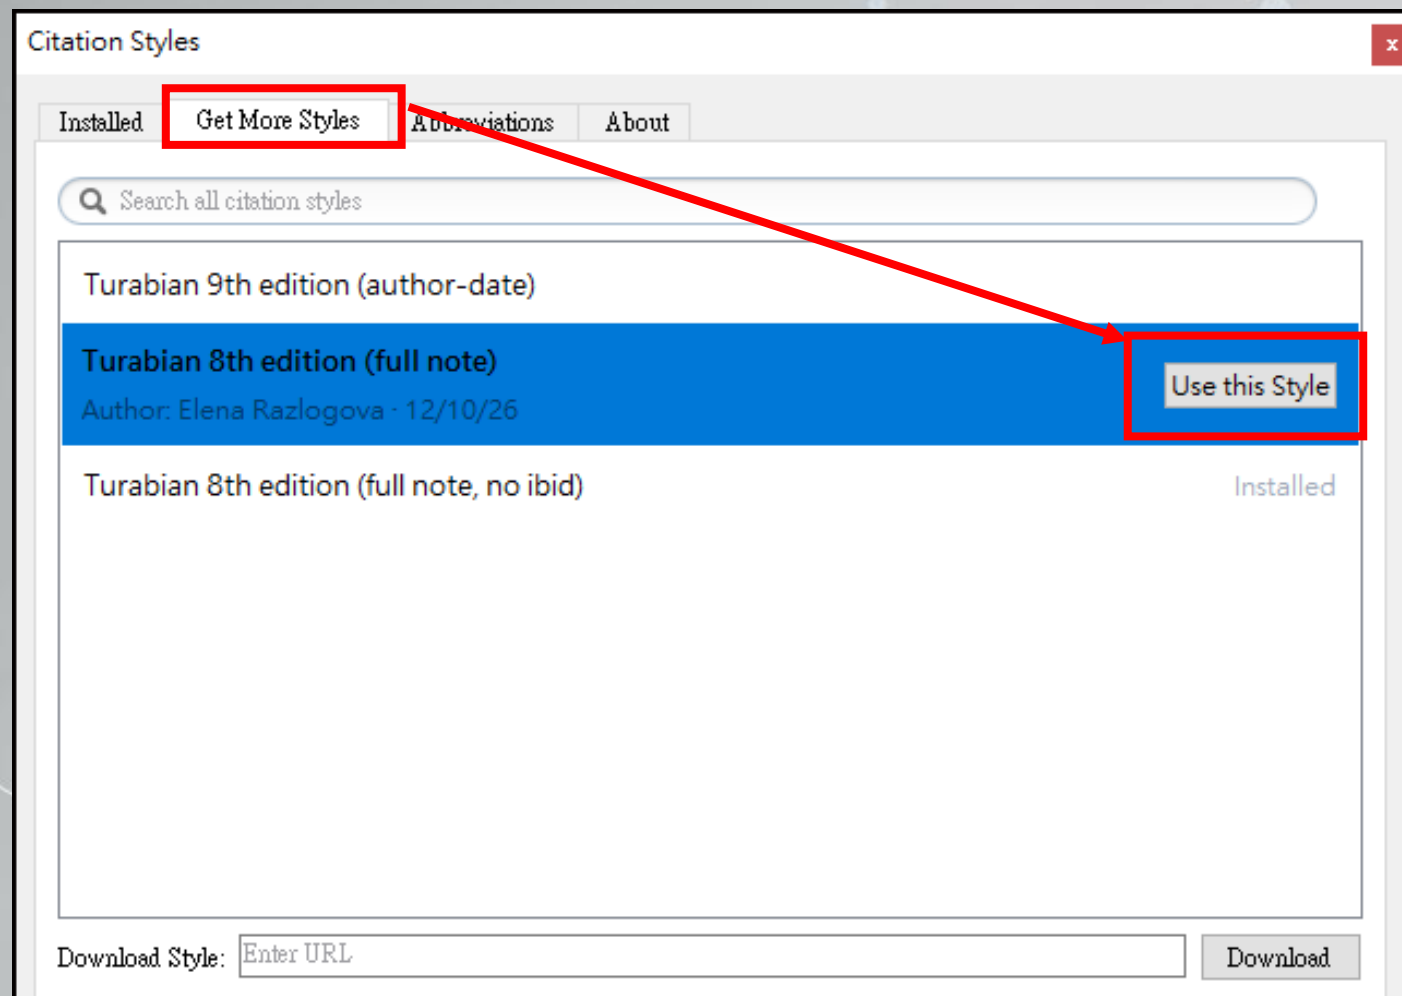 Citation Styles
x
Installed Get More Styles Abbreviations About
Search all citation styles
Turabian 9th edition (author-date)
Turabian 8th edition (full note)
Use this Style
Author: Elena Razlogova · 12/10/26
Turabian 8th edition (full note, no ibid) Installed
Download Style: Enter URL Download